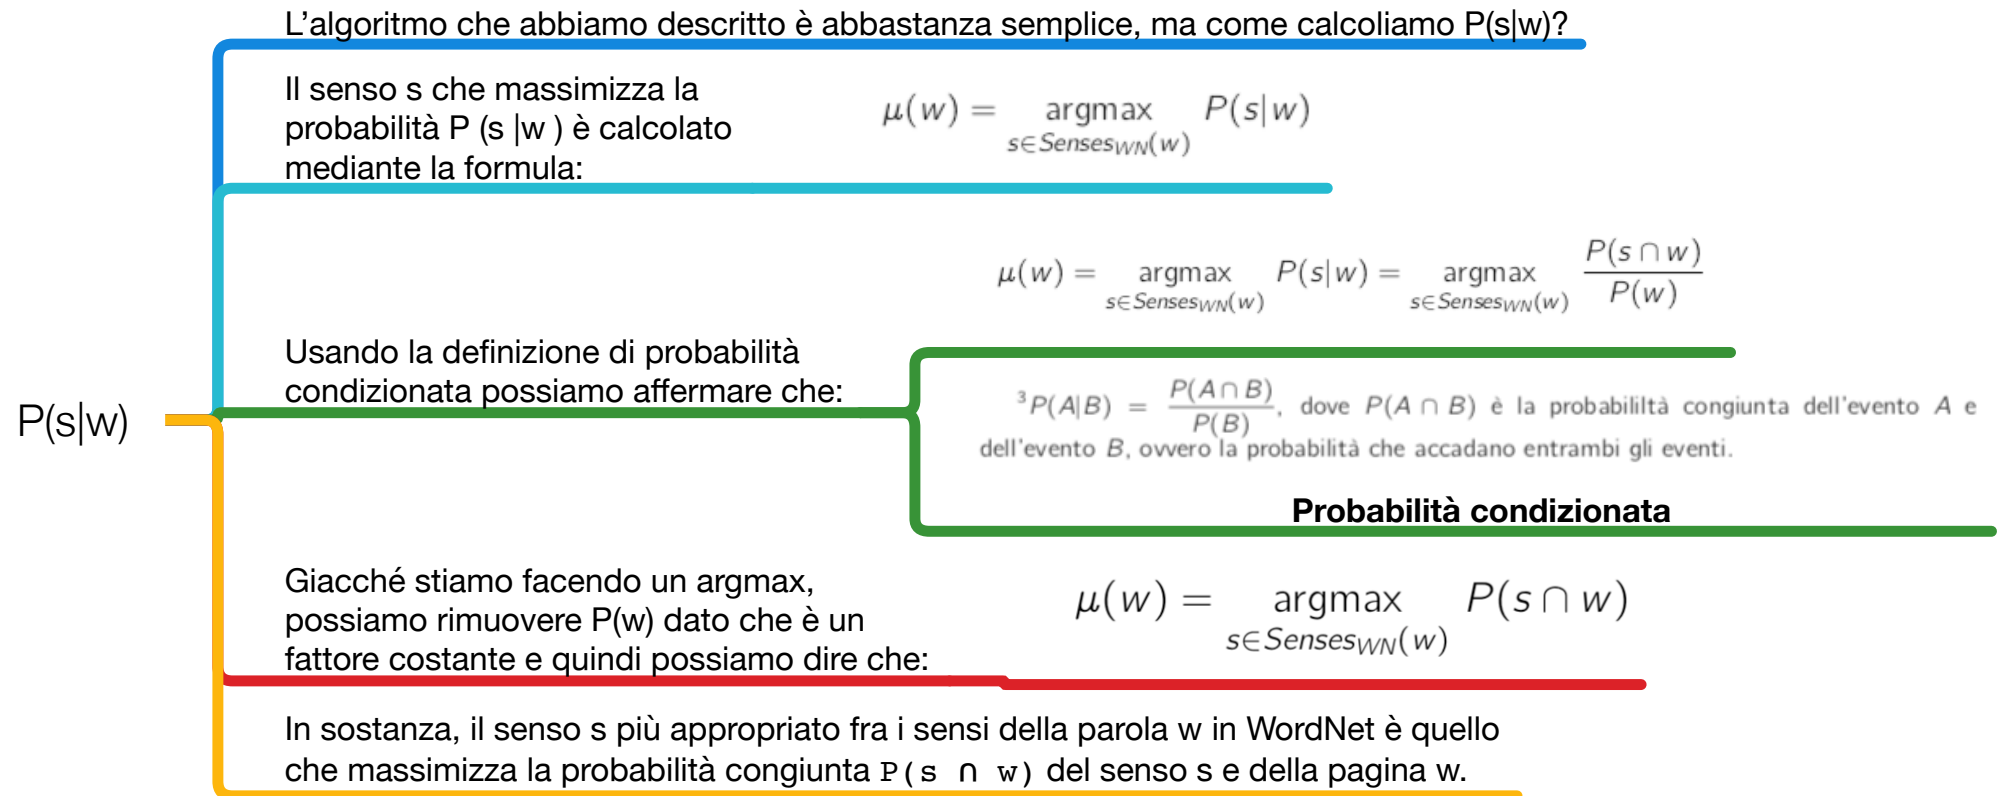 P(s|w)
L'algoritmo che abbiamo descritto è abbastanza semplice, ma come calcoliamo P(s|w)?
Il senso s che massimizza la
probabilità P (s |w ) è calcolato
mediante la formula:
μ(w) = argmax P(s|w)
s∈Senses_WN(w)
Usando la definizione di probabilità
condizionata possiamo affermare che:
μ(w) = argmax P(s|w) = argmax P(s ∩ w) / P(w)
s∈Senses_WN(w) s∈Senses_WN(w)
³P(A|B) = P(A∩B) / P(B), dove P(A ∩ B) è la probabililtà congiunta dell'evento A e
dell'evento B, ovvero la probabilità che accadano entrambi gli eventi.
Probabilità condizionata
Giacché stiamo facendo un argmax,
possiamo rimuovere P(w) dato che è un
fattore costante e quindi possiamo dire che:
μ(w) = argmax P(s ∩ w)
s∈Senses_WN(w)
In sostanza, il senso s più appropriato fra i sensi della parola w in WordNet è quello
che massimizza la probabilità congiunta P(s ∩ w) del senso s e della pagina w.